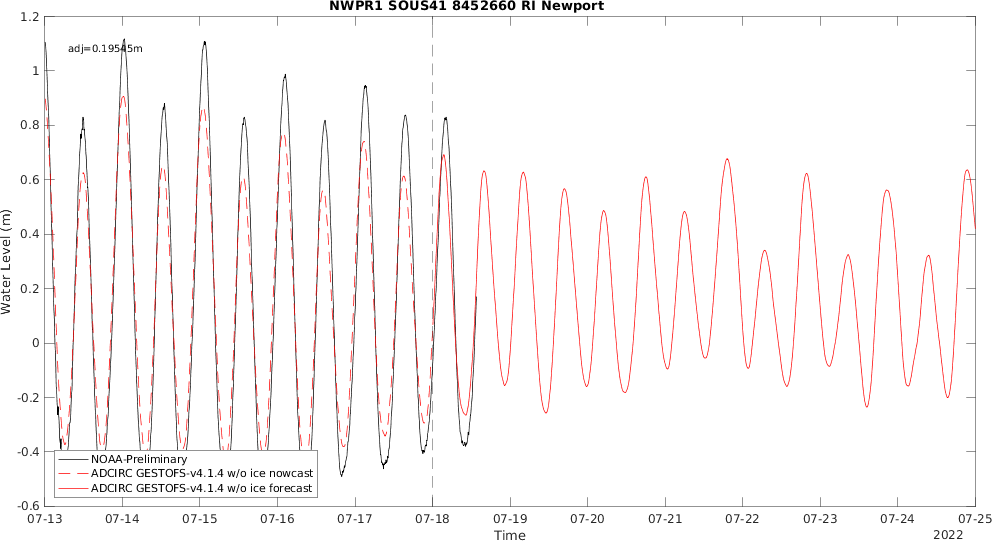 NWPR1 SOUS41 8452660 RI Newport
adj=0.19545m
Water Level (m)
1.2
1
0.8
0.6
0.4
0.2
0
-0.2
-0.4
-0.6
NOAA-Preliminary
ADCIRC GESTOFS-v4.1.4 w/o ice nowcast
ADCIRC GESTOFS-v4.1.4 w/o ice forecast
07-13 07-14 07-15 07-16 07-17 07-18 07-19 07-20 07-21 07-22 07-23 07-24 07-25
Time
2022